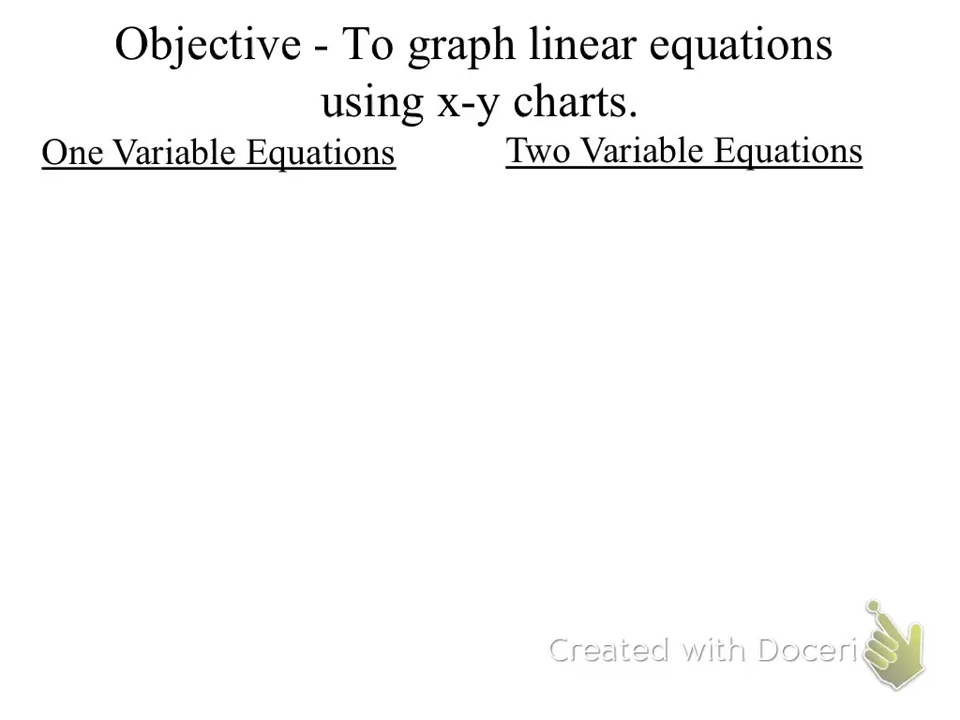 Objective - To graph linear equations
using x-y charts.
One Variable Equations
Two Variable Equations
Created with Doceri